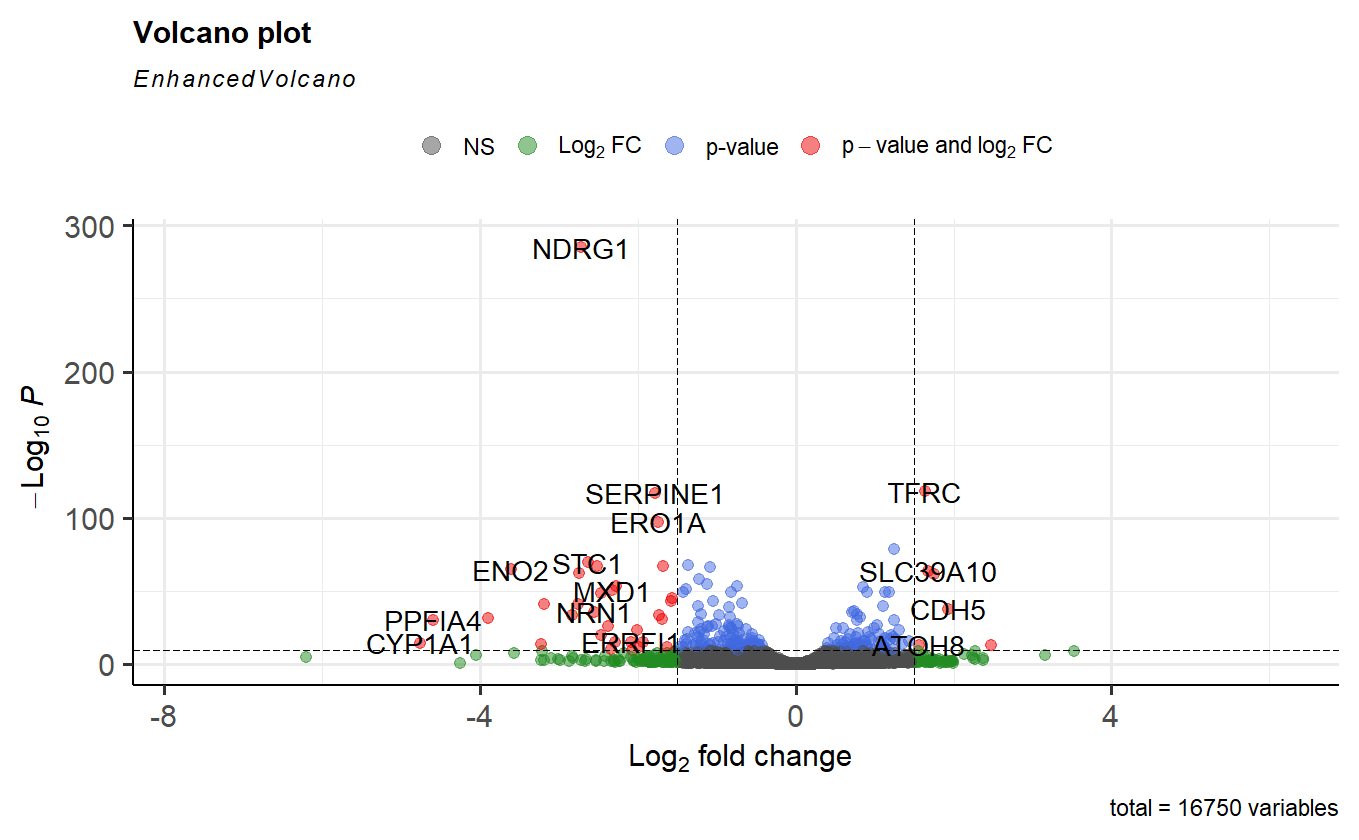 Volcano plot
EnhancedVolcano
NS Log2 FC p-value p – value and log2 FC
300
NDRG1
200
– Log10 P
SERPINE1 TFRC
100
ERO1A
ENO2 STC1 SLC39A10
MXD1
PPFIA4 NRN1 CDH5
CYP1A1 ERRFI1 ATOH8
0
-8 -4 0 4
Log2 fold change
total = 16750 variables